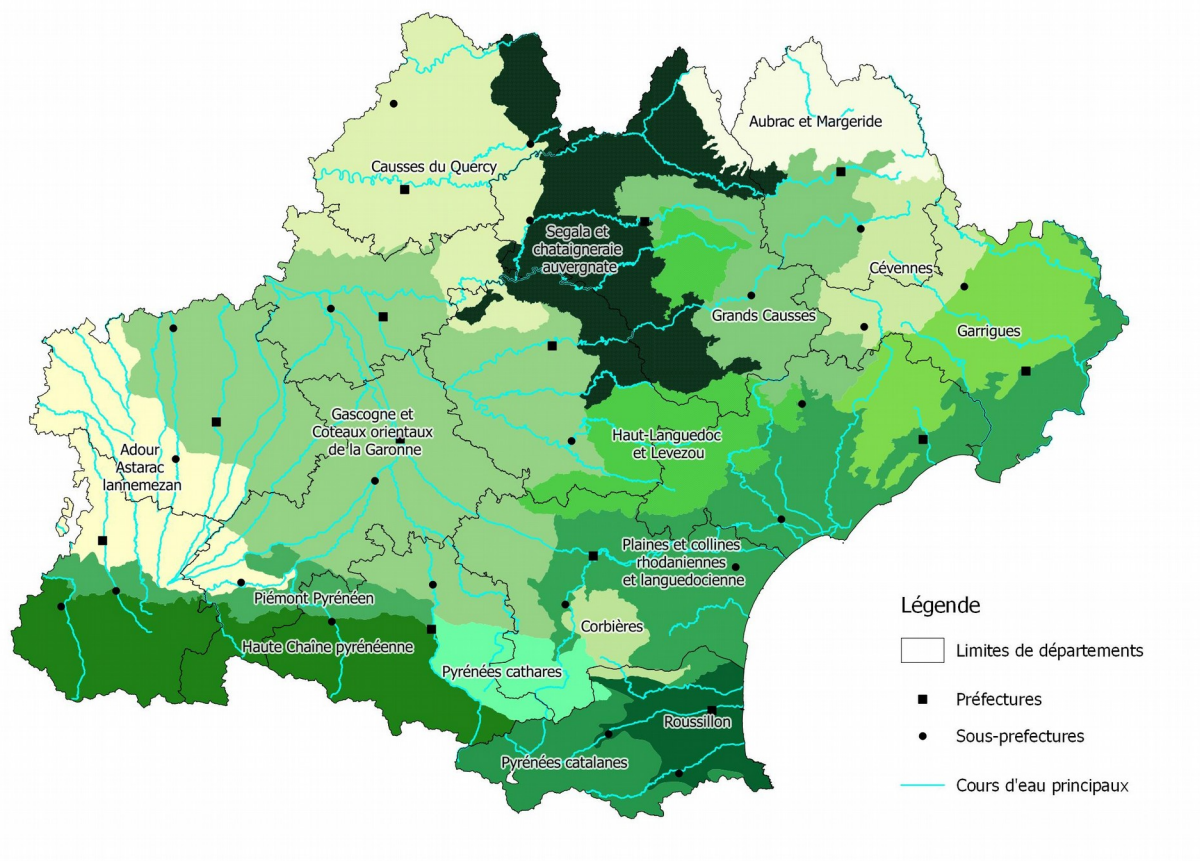 Aubrac et Margeride
Causses du Quercy
Segala et
chataigneraie
auvergnate
Cévennes
Grands Causses
Garrigues
Gascogne et
Coteaux orientaux
de la Garonne
Haut-Languedoc
et Levezou
Adour
Astarac
lannemezan
Plaines et collines
rhodaniennes
et languedocienne
Piémont Pyrénéen
Corbières
Haute Chaîne pyrénéenne
Pyrénées cathares
Roussillon
Pyrénées catalanes
Légende
Limites de départements
Préfectures
Sous-prefectures
Cours d'eau principaux